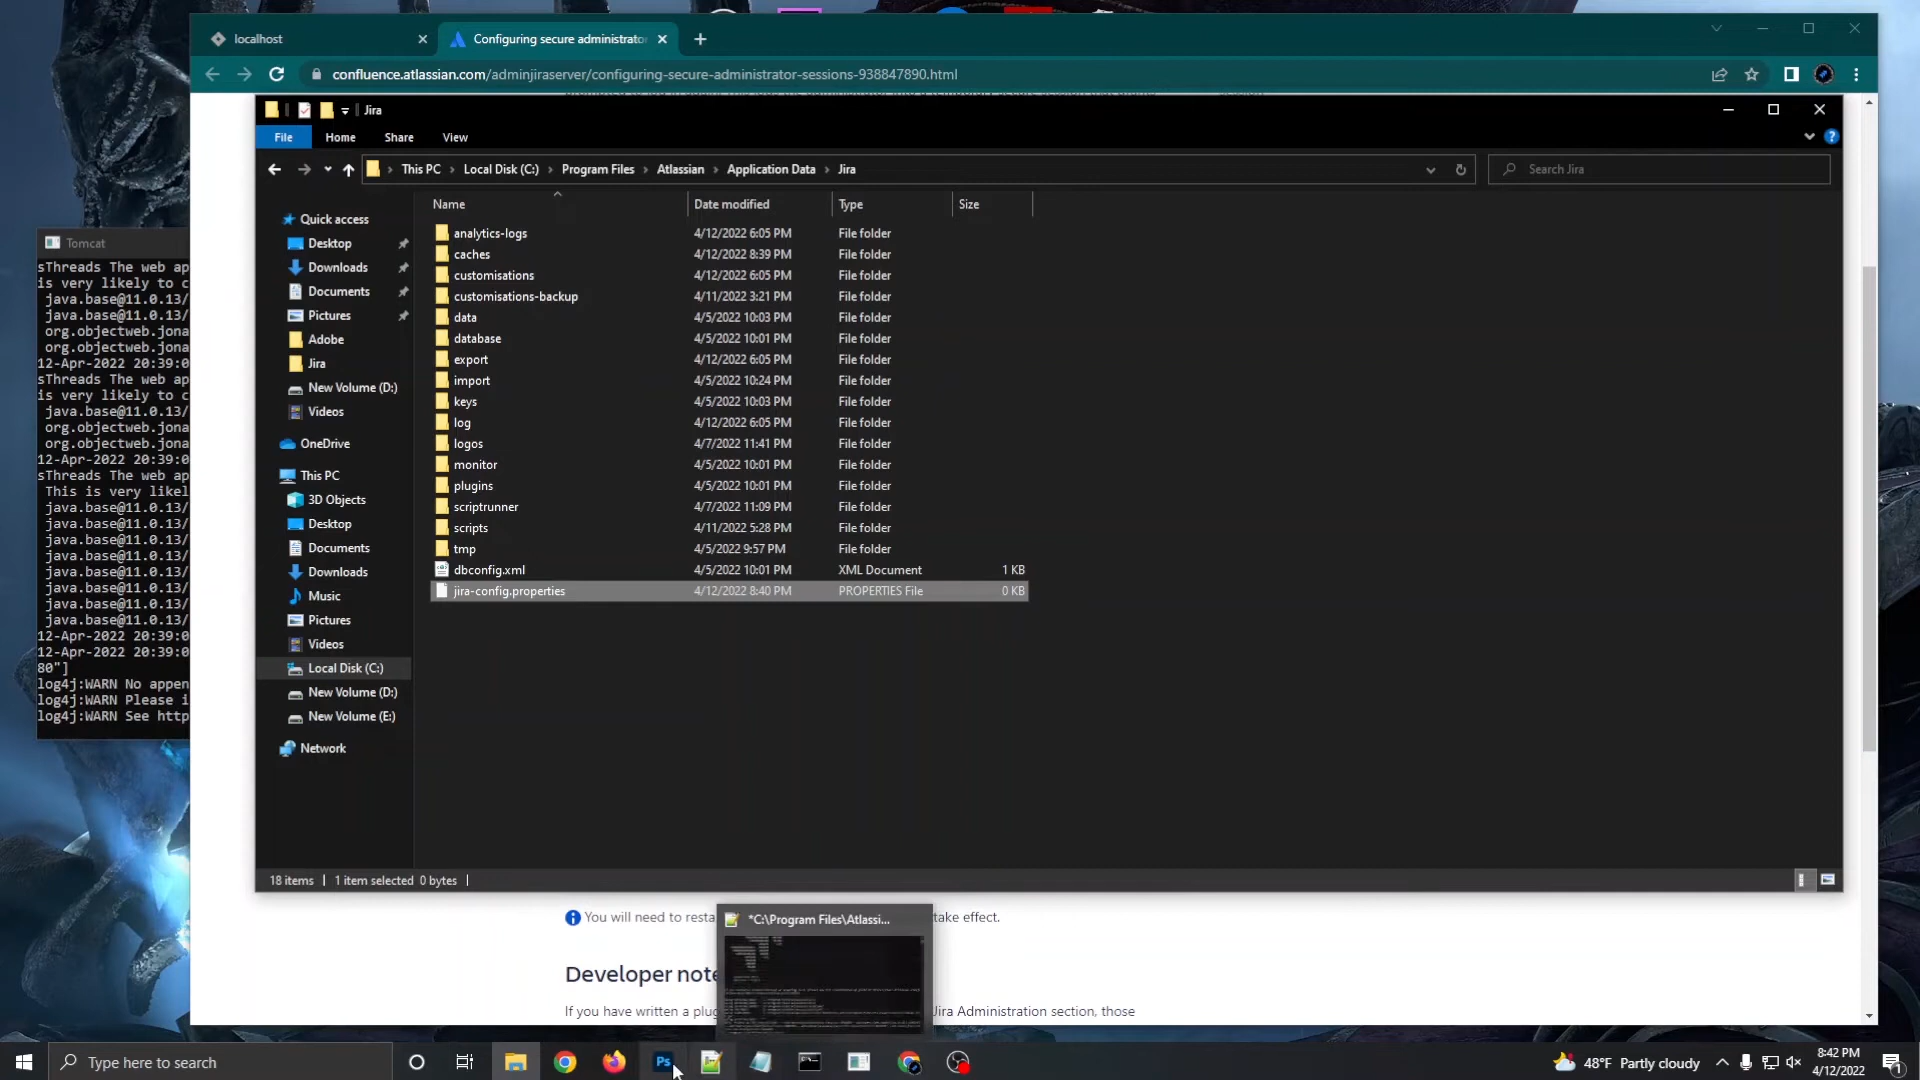 localhost
Configuring secure administrato
confluence.atlassian.com/adminjiraserver/configuring-secure-administrator-sessions-938847890.html
Jira
File Home Share View
This PC Local Disk (C:) Program Files Atlassian Application Data Jira
Search Jira
Name Date modified Type Size
analytics-logs 4/12/2022 6:05 PM File folder
caches 4/12/2022 8:39 PM File folder
customisations 4/12/2022 6:05 PM File folder
customisations-backup 4/11/2022 3:21 PM File folder
data 4/5/2022 10:03 PM File folder
database 4/5/2022 10:01 PM File folder
export 4/12/2022 6:05 PM File folder
import 4/5/2022 10:24 PM File folder
keys 4/5/2022 10:03 PM File folder
log 4/12/2022 6:05 PM File folder
logos 4/7/2022 11:41 PM File folder
monitor 4/5/2022 10:01 PM File folder
plugins 4/5/2022 10:01 PM File folder
scriptrunner 4/7/2022 11:09 PM File folder
scripts 4/11/2022 5:28 PM File folder
tmp 4/5/2022 9:57 PM File folder
dbconfig.xml 4/5/2022 10:01 PM XML Document 1 KB
jira-config.properties 4/12/2022 8:40 PM PROPERTIES File 0 KB
Quick access
Desktop
Downloads
Documents
Pictures
Adobe
Jira
New Volume (D:)
Videos
OneDrive
This PC
3D Objects
Desktop
Documents
Downloads
Music
Pictures
Videos
Local Disk (C:)
New Volume (D:)
New Volume (E:)
Network
18 items 1 item selected 0 bytes
Tomcat
sThreads The web ap
is very likely to c
java.base@11.0.13/
java.base@11.0.13/
org.objectweb.jona
org.objectweb.jona
12-Apr-2022 20:39:0
sThreads The web ap
is very likely to c
java.base@11.0.13/
org.objectweb.jona
org.objectweb.jona
12-Apr-2022 20:39:0
sThreads The web ap
This is very likel
java.base@11.0.13/
java.base@11.0.13/
java.base@11.0.13/
java.base@11.0.13/
java.base@11.0.13/
java.base@11.0.13/
java.base@11.0.13/
java.base@11.0.13/
12-Apr-2022 20:39:0
12-Apr-2022 20:39:0
80"]
log4j:WARN No appen
log4j:WARN Please i
log4j:WARN See http
You will need to resta take effect.
*C:\Program Files\Atlassi...
Developer note
If you have written a plug Jira Administration section, those
Type here to search
Ps
48°F Partly cloudy
8:42 PM
4/12/2022
1